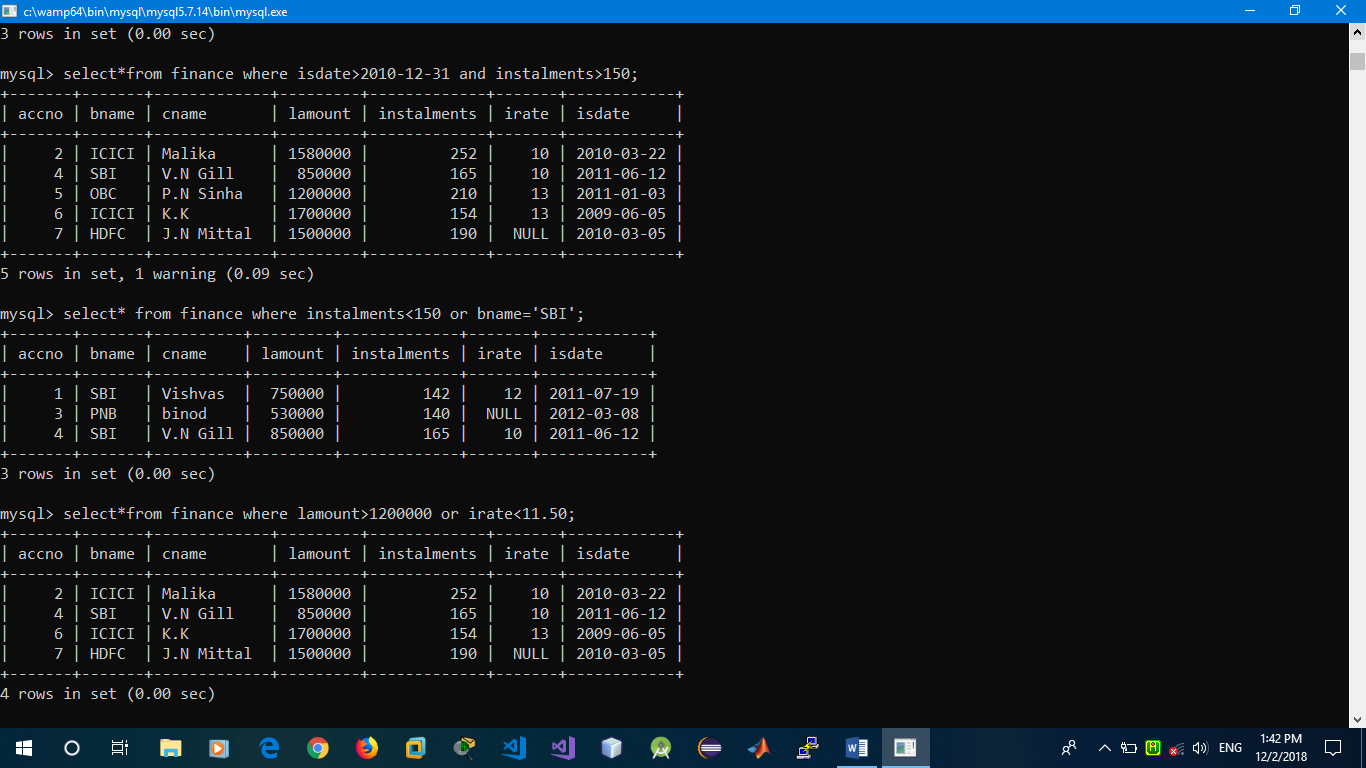 c:\wamp64\bin\mysql\mysql5.7.14\bin\mysql.exe
3 rows in set (0.00 sec)
mysql> select*from finance where isdate>2010-12-31 and instalments>150;
+-------+-------+-------------+---------+-------------+-------+------------+
| accno | bname | cname       | lamount | instalments | irate | isdate     |
+-------+-------+-------------+---------+-------------+-------+------------+
|     2 | ICICI | Malika      | 1580000 |         252 |    10 | 2010-03-22 |
|     4 | SBI   | V.N Gill    |  850000 |         165 |    10 | 2011-06-12 |
|     5 | OBC   | P.N Sinha   | 1200000 |         210 |    13 | 2011-01-03 |
|     6 | ICICI | K.K         | 1700000 |         154 |    13 | 2009-06-05 |
|     7 | HDFC  | J.N Mittal  | 1500000 |         190 |  NULL | 2010-03-05 |
+-------+-------+-------------+---------+-------------+-------+------------+
5 rows in set, 1 warning (0.09 sec)
mysql> select* from finance where instalments<150 or bname='SBI';
+-------+-------+----------+---------+-------------+-------+------------+
| accno | bname | cname    | lamount | instalments | irate | isdate     |
+-------+-------+----------+---------+-------------+-------+------------+
|     1 | SBI   | Vishvas  |  750000 |         142 |    12 | 2011-07-19 |
|     3 | PNB   | binod    |  530000 |         140 |  NULL | 2012-03-08 |
|     4 | SBI   | V.N Gill |  850000 |         165 |    10 | 2011-06-12 |
+-------+-------+----------+---------+-------------+-------+------------+
3 rows in set (0.00 sec)
mysql> select*from finance where lamount>1200000 or irate<11.50;
+-------+-------+-------------+---------+-------------+-------+------------+
| accno | bname | cname       | lamount | instalments | irate | isdate     |
+-------+-------+-------------+---------+-------------+-------+------------+
|     2 | ICICI | Malika      | 1580000 |         252 |    10 | 2010-03-22 |
|     4 | SBI   | V.N Gill    |  850000 |         165 |    10 | 2011-06-12 |
|     6 | ICICI | K.K         | 1700000 |         154 |    13 | 2009-06-05 |
|     7 | HDFC  | J.N Mittal  | 1500000 |         190 |  NULL | 2010-03-05 |
+-------+-------+-------------+---------+-------------+-------+------------+
4 rows in set (0.00 sec)
ENG
1:42 PM
12/2/2018